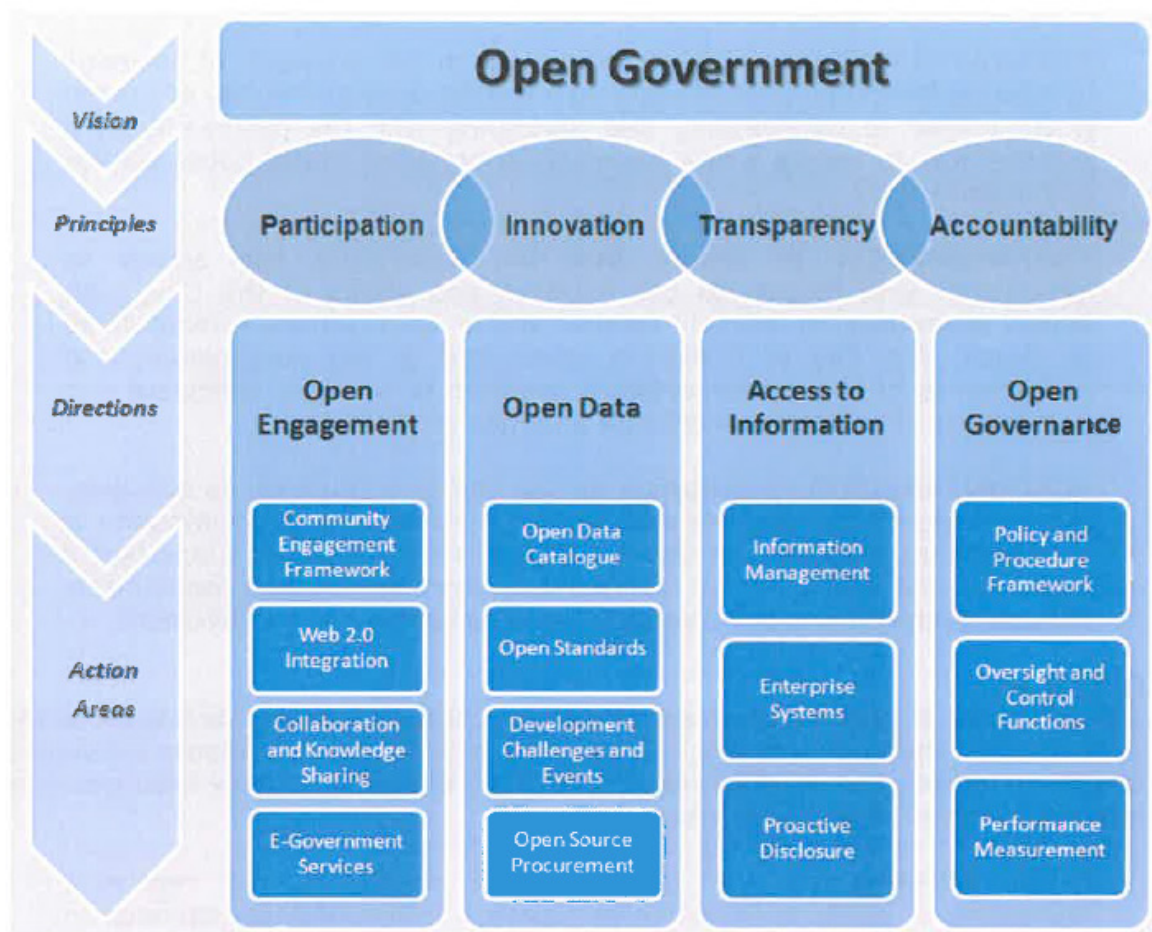 Open Government
Vision
Principles
Participation
Innovation
Transparency
Accountability
Directions
Open
Engagement
Open Data
Access to
Information
Open
Governance
Action
Areas
Community
Engagement
Framework
Web 2.0
Integration
Collaboration
and Knowledge
Sharing
E-Government
Services
Open Data
Catalogue
Open Standards
Development
Challenges and
Events
Open Source
Procurement
Information
Management
Enterprise
Systems
Proactive
Disclosure
Policy and
Procedure
Framework
Oversight and
Control
Functions
Performance
Measurement